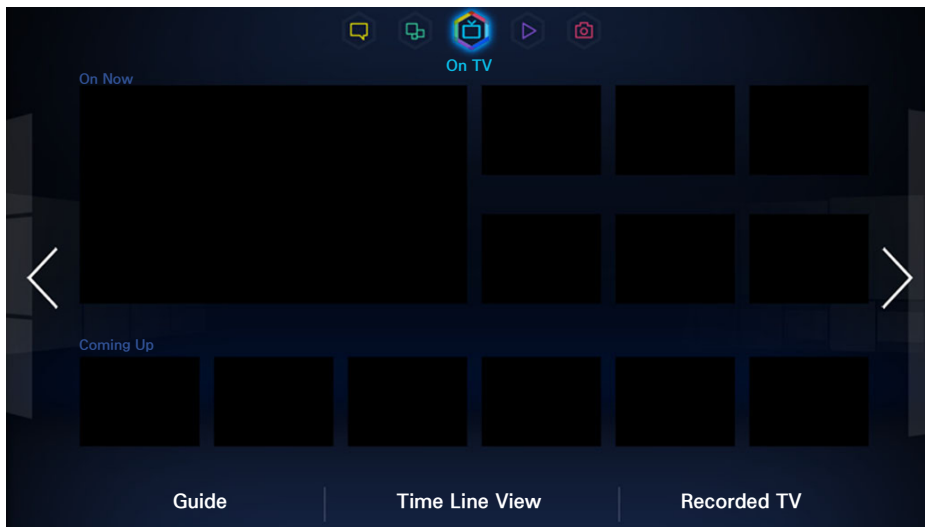 On TV
On Now
Coming Up
Guide
Time Line View
Recorded TV